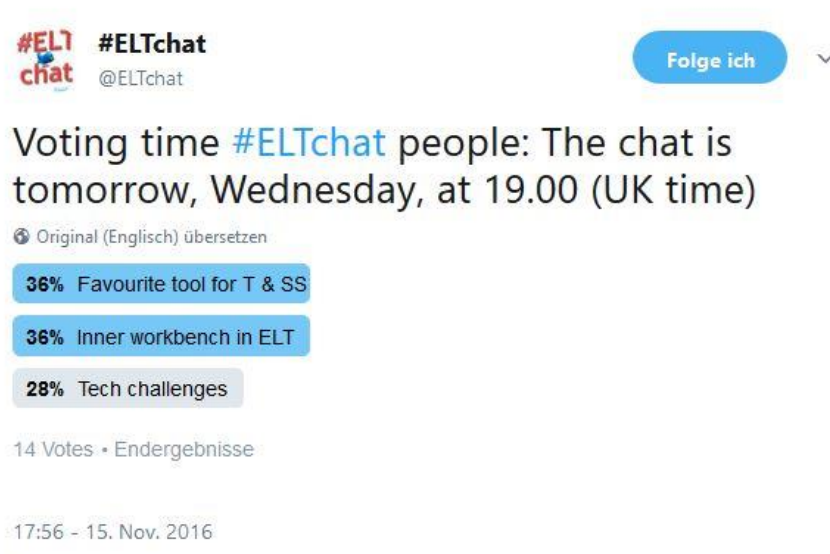 #ELT
chat
#ELTchat
@ELTchat
Folge ich
Voting time #ELTchat people: The chat is
tomorrow, Wednesday, at 19.00 (UK time)
Original (Englisch) übersetzen
36% Favourite tool for T & SS
36% Inner workbench in ELT
28% Tech challenges
14 Votes • Endergebnisse
17:56 - 15. Nov. 2016